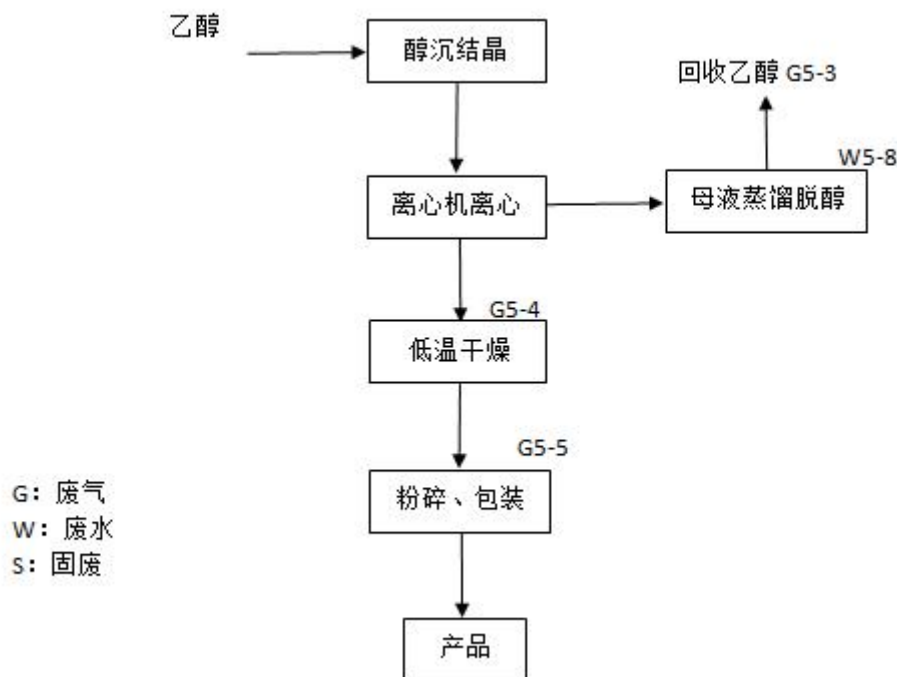 乙醇
醇沉结晶
回收乙醇 G5-3
W5-8
离心机离心
母液蒸馏脱醇
G5-4
低温干燥
G5-5
粉碎、包装
G：废气
W：废水
S：固废
产品